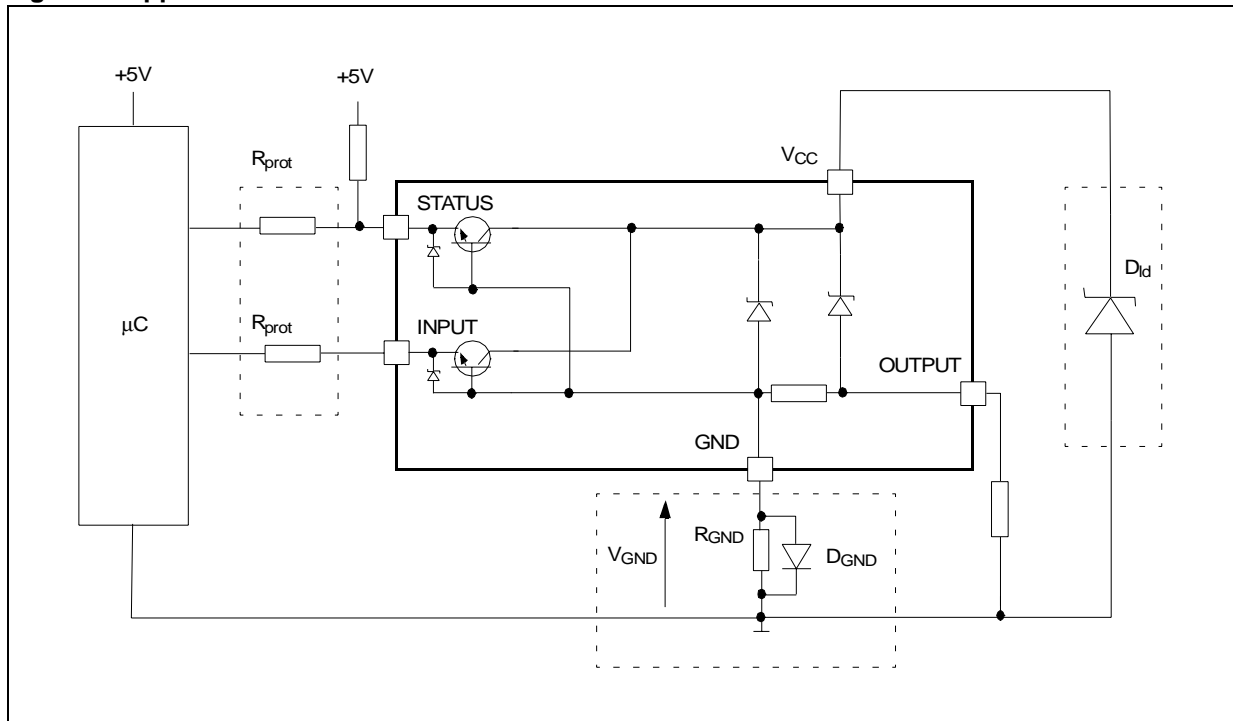 +5V
+5V
Rprot
VCC
STATUS
Dld
μC
Rprot
INPUT
OUTPUT
GND
RGND
VGND
DGND